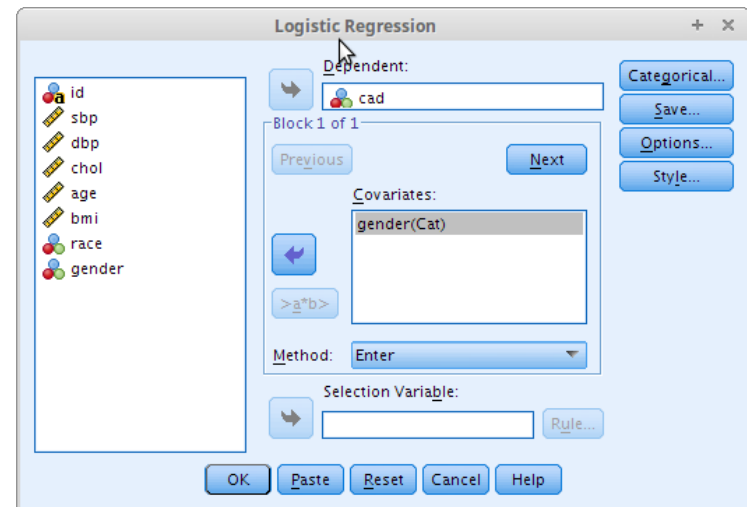 Logistic Regression
id
sbp
dbp
chol
age
bmi
race
gender
Dependent:
cad
Block 1 of 1
Previous
Next
Covariates:
gender(Cat)
>a*b>
Method:
Enter
Selection Variable:
Rule...
Categorical...
Save...
Options...
Style...
OK Paste Reset Cancel Help